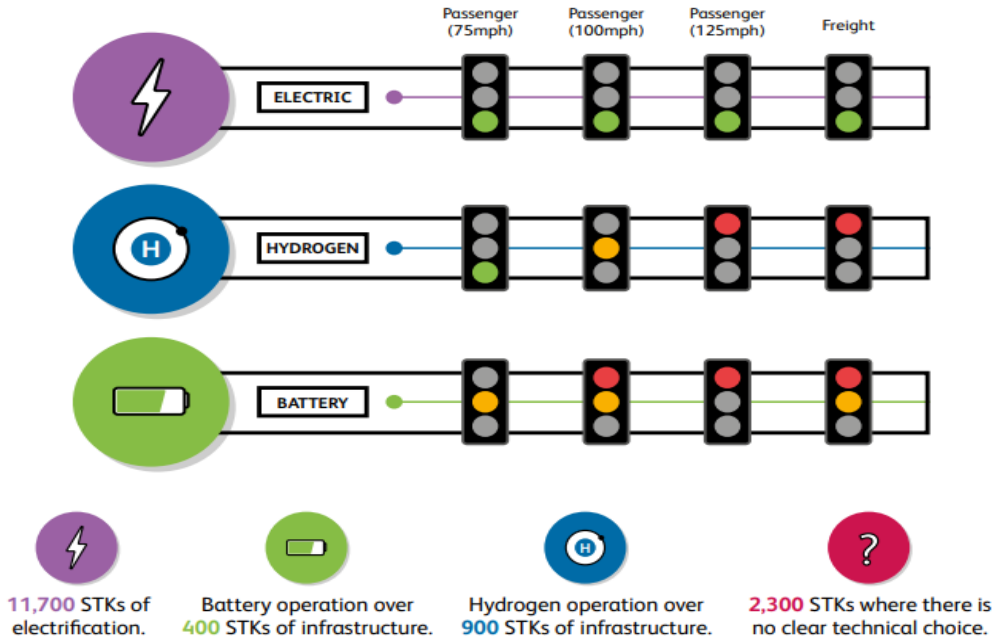 Passenger
(75mph)
Passenger
(100mph)
Passenger
(125mph)
Freight
ELECTRIC
H
HYDROGEN
BATTERY
H
?
11,700 STKs of
electrification.
Battery operation over
400 STKs of infrastructure.
Hydrogen operation over
900 STKs of infrastructure.
2,300 STKs where there is
no clear technical choice.